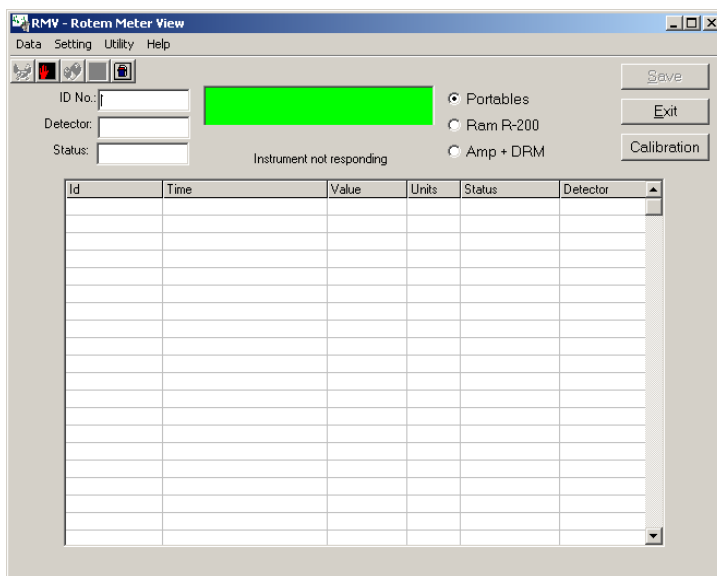 RMV - Rotem Meter View
Data Setting Utility Help
Save
ID No.:
Portables
Exit
Detector:
Ram R-200
Status:
Instrument not responding
Amp + DRM
Calibration
Id Time Value Units Status Detector